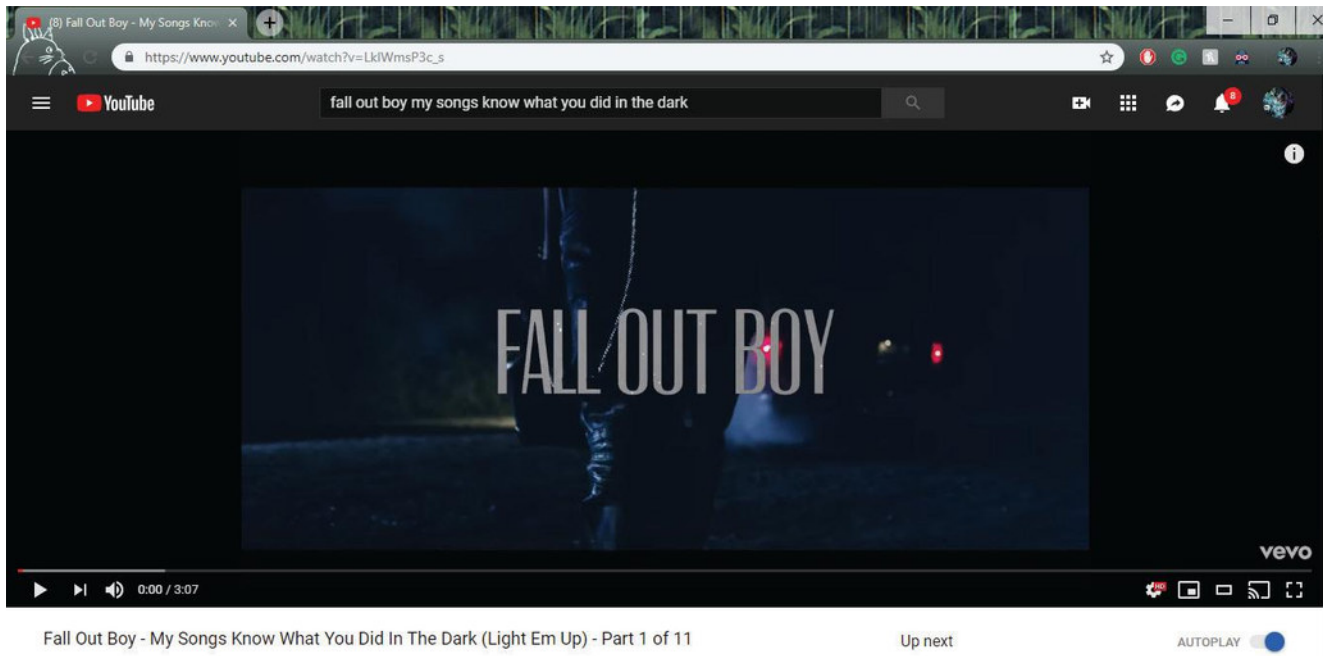 (8) Fall Out Boy - My Songs Know
https://www.youtube.com/watch?v=LkIWmsP3c_s
YouTube
fall out boy my songs know what you did in the dark
8
FALL OUT BOY
vevo
0:00 / 3:07
HD
Fall Out Boy - My Songs Know What You Did In The Dark (Light Em Up) - Part 1 of 11
Up next
AUTOPLAY